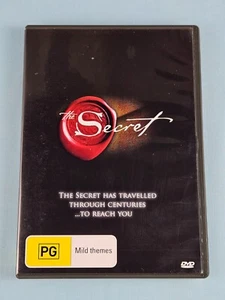 the
Secret
THE SECRET HAS TRAVELLED
THROUGH CENTURIES
...TO REACH YOU
PG
Mild themes
DVD